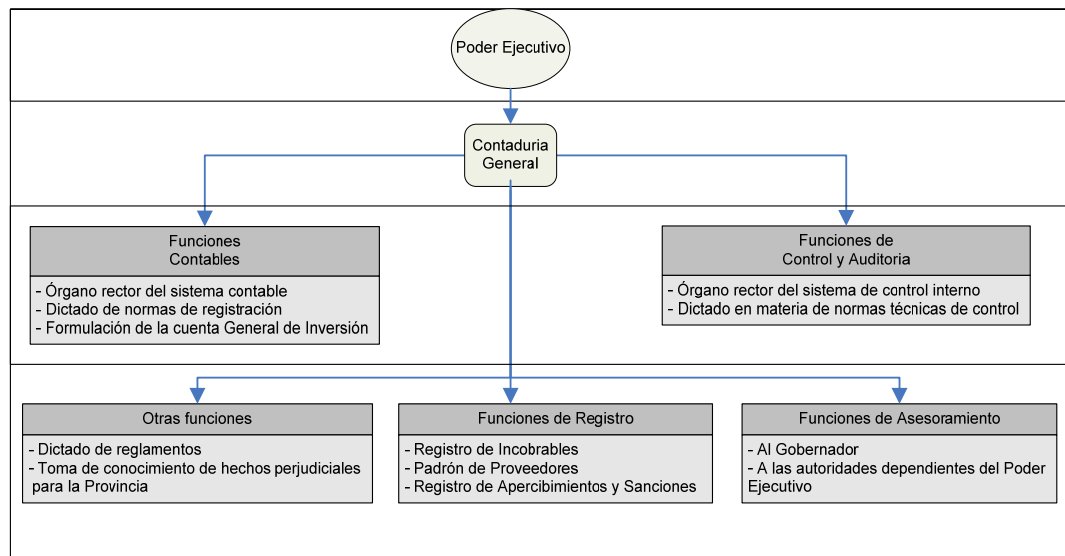 Poder Ejecutivo
Contaduria
General
Funciones
Contables
- Órgano rector del sistema contable
- Dictado de normas de registración
- Formulación de la cuenta General de Inversión
Funciones de
Control y Auditoria
- Órgano rector del sistema de control interno
- Dictado en materia de normas técnicas de control
Otras funciones
- Dictado de reglamentos
- Toma de conocimiento de hechos perjudiciales
para la Provincia
Funciones de Registro
- Registro de Incobrables
- Padrón de Proveedores
- Registro de Apercibimientos y Sanciones
Funciones de Asesoramiento
- Al Gobernador
- A las autoridades dependientes del Poder
Ejecutivo